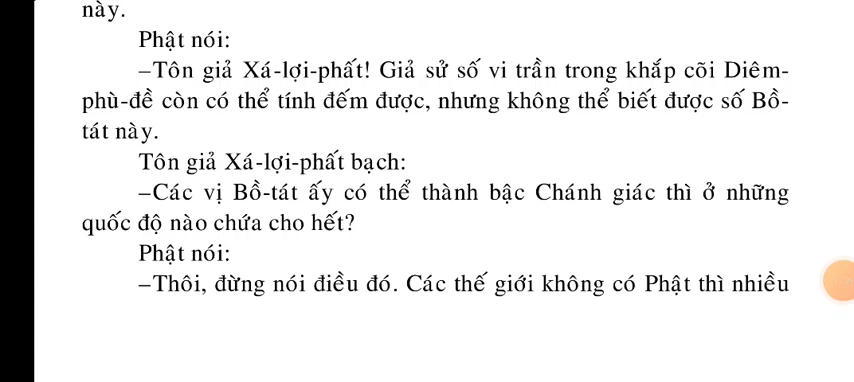 này.
Phật nói:
–Tôn giả Xá-lợi-phất! Giả sử số vi trần trong khắp cõi Diêm-
phù-đề còn có thể tính đếm được, nhưng không thể biết được số Bồ-
tát này.
Tôn giả Xá-lợi-phất bạch:
–Các vị Bồ-tát ấy có thể thành bậc Chánh giác thì ở những
quốc độ nào chứa cho hết?
Phật nói:
–Thôi, đừng nói điều đó. Các thế giới không có Phật thì nhiều